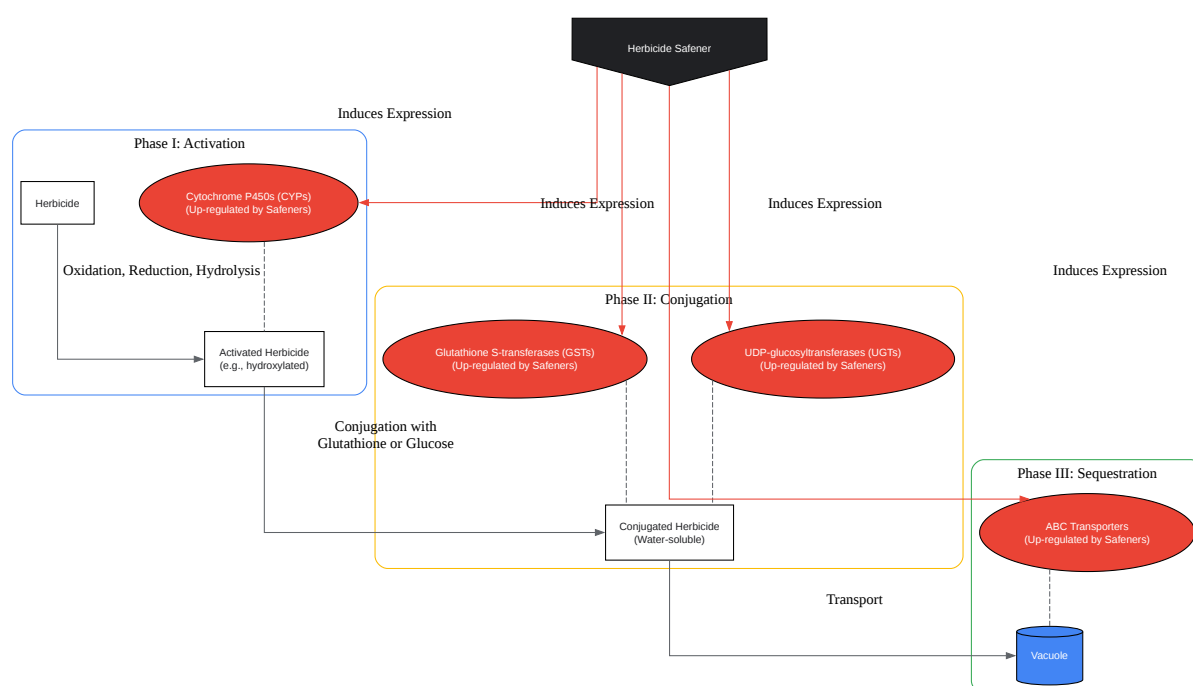 Herbicide Safener
Induces Expression
Phase I: Activation
Cytochrome P450s (CYPs)
(Up-regulated by Safeners)
Herbicide
Induces Expression
Induces Expression
Oxidation, Reduction, Hydrolysis
Induces Expression
Phase II: Conjugation
Activated Herbicide
(e.g., hydroxylated)
Glutathione S-transferases (GSTs)
(Up-regulated by Safeners)
UDP-glucosyltransferases (UGTs)
(Up-regulated by Safeners)
Conjugation with
Glutathione or Glucose
Phase III: Sequestration
Conjugated Herbicide
(Water-soluble)
ABC Transporters
(Up-regulated by Safeners)
Transport
Vacuole